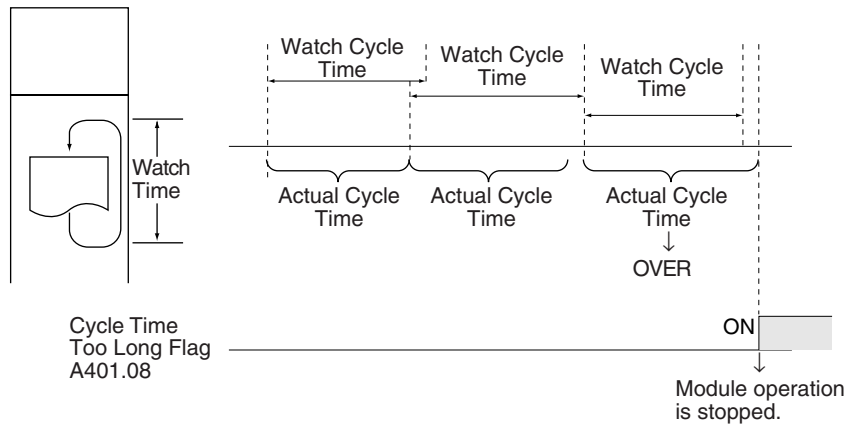 Watch Cycle
Time
Watch Cycle
Time
Watch Cycle
Time
Watch
Time
Actual Cycle
Time
Actual Cycle
Time
Actual Cycle
Time
OVER
Cycle Time
Too Long Flag
A401.08
ON
Module operation
is stopped.